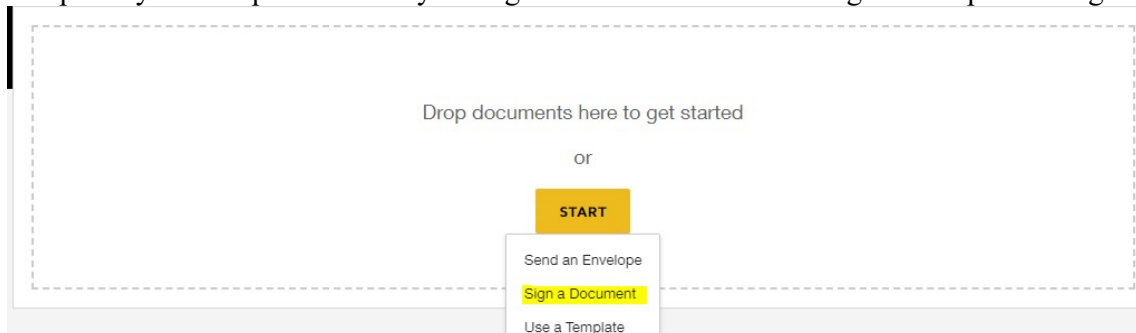 Drop documents here to get started
or
START
Send an Envelope
Sign a Document
Use a Template